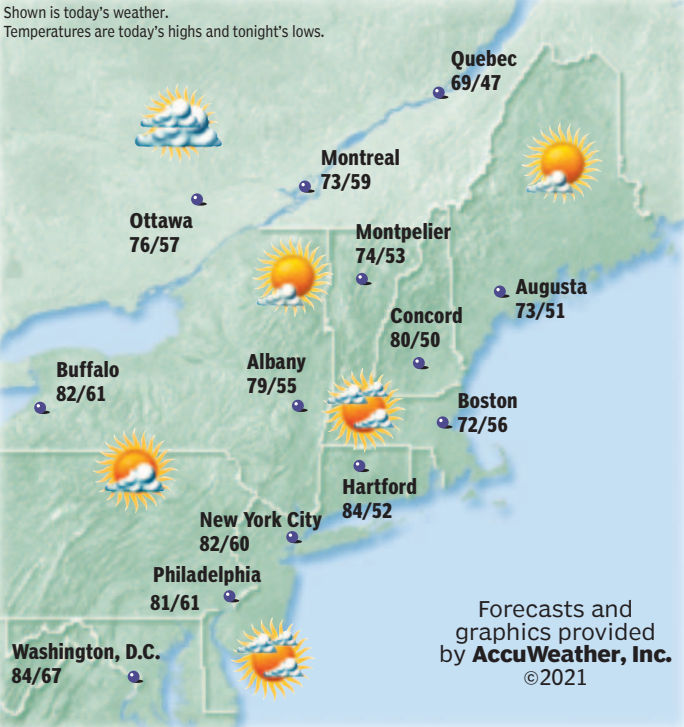 Shown is today's weather.
Temperatures are today's highs and tonight's lows.
Quebec
69/47
Montreal
73/59
Ottawa
76/57
Montpelier
74/53
Augusta
73/51
Concord
80/50
Albany
79/55
Buffalo
82/61
Boston
72/56
Hartford
84/52
New York City
82/60
Philadelphia
81/61
Washington, D.C.
84/67
Forecasts and
graphics provided
by AccuWeather, Inc.
©2021